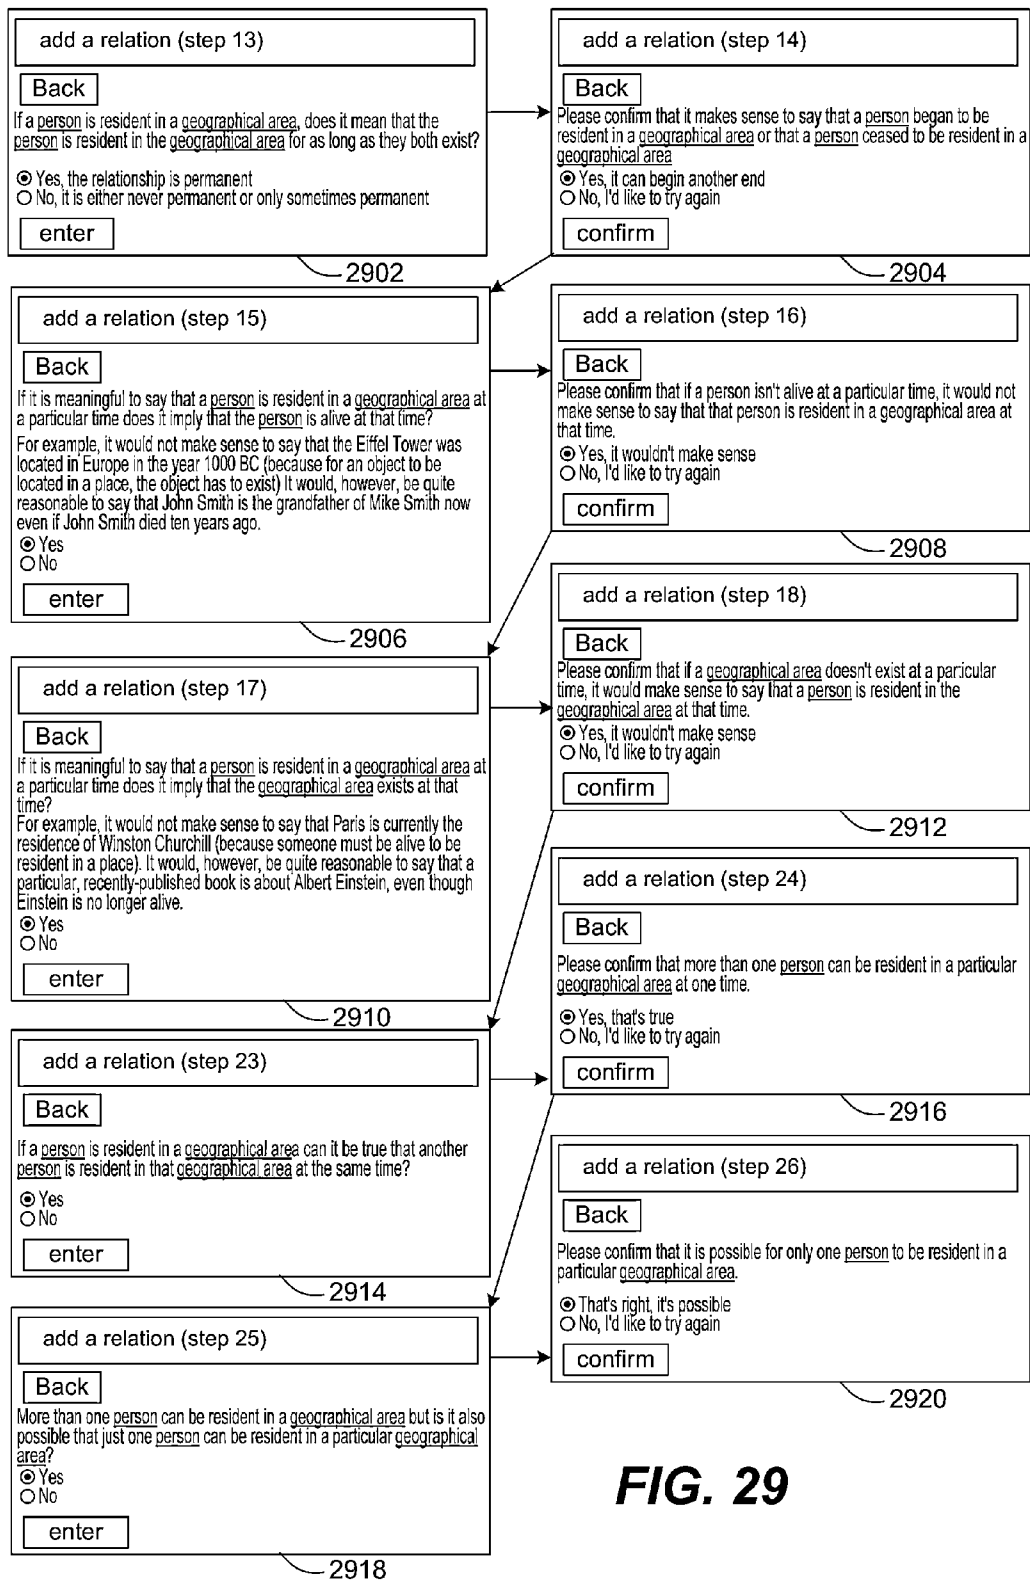 add a relation (step 13)
Back
If a person is resident in a geographical area, does it mean that the
person is resident in the geographical area for as long as they both exist?
Yes, the relationship is permanent
No, it is either never permanent or only sometimes permanent
enter
2902
add a relation (step 14)
Back
Please confirm that it makes sense to say that a person began to be
resident in a geographical area or that a person ceased to be resident in a
geographical area
Yes, it can begin another end
No, I'd like to try again
confirm
2904
add a relation (step 15)
Back
If it is meaningful to say that a person is resident in a geographical area at
a particular time does it imply that the person is alive at that time?
For example, it would not make sense to say that the Eiffel Tower was
located in Europe in the year 1000 BC (because for an object to be
located in a place, the object has to exist) It would, however, be quite
reasonable to say that John Smith is the grandfather of Mike Smith now
even if John Smith died ten years ago.
Yes
No
enter
2906
add a relation (step 16)
Back
Please confirm that if a person isn't alive at a particular time, it would not
make sense to say that that person is resident in a geographical area at
that time.
Yes, it wouldn't make sense
No, I'd like to try again
confirm
2908
add a relation (step 17)
Back
If it is meaningful to say that a person is resident in a geographical area at
a particular time does it imply that the geographical area exists at that
time?
For example, it would not make sense to say that Paris is currently the
residence of Winston Churchill (because someone must be alive to be
resident in a place). It would, however, be quite reasonable to say that a
particular, recently-published book is about Albert Einstein, even though
Einstein is no longer alive.
Yes
No
enter
2910
add a relation (step 18)
Back
Please confirm that if a geographical area doesn't exist at a particular
time, it would make sense to say that a person is resident in the
geographical area at that time.
Yes, it wouldn't make sense
No, I'd like to try again
confirm
2912
add a relation (step 23)
Back
If a person is resident in a geographical area can it be true that another
person is resident in that geographical area at the same time?
Yes
No
enter
2914
add a relation (step 24)
Back
Please confirm that more than one person can be resident in a particular
geographical area at one time.
Yes, that's true
No, I'd like to try again
confirm
2916
add a relation (step 25)
Back
More than one person can be resident in a geographical area but is it also
possible that just one person can be resident in a particular geographical
area?
Yes
No
enter
2918
add a relation (step 26)
Back
Please confirm that it is possible for only one person to be resident in a
particular geographical area.
That's right, it's possible
No, I'd like to try again
confirm
2920
FIG. 29